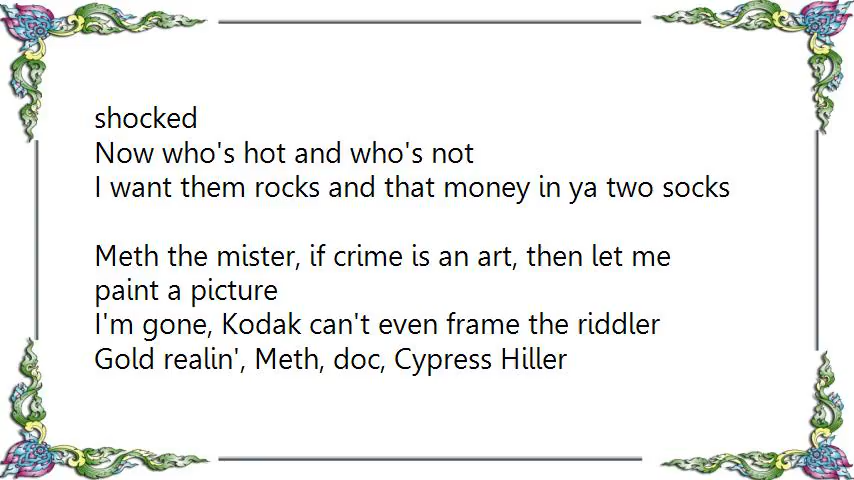 shocked
Now who's hot and who's not
I want them rocks and that money in ya two socks
Meth the mister, if crime is an art, then let me
paint a picture
I'm gone, Kodak can't even frame the riddler
Gold realin', Meth, doc, Cypress Hiller